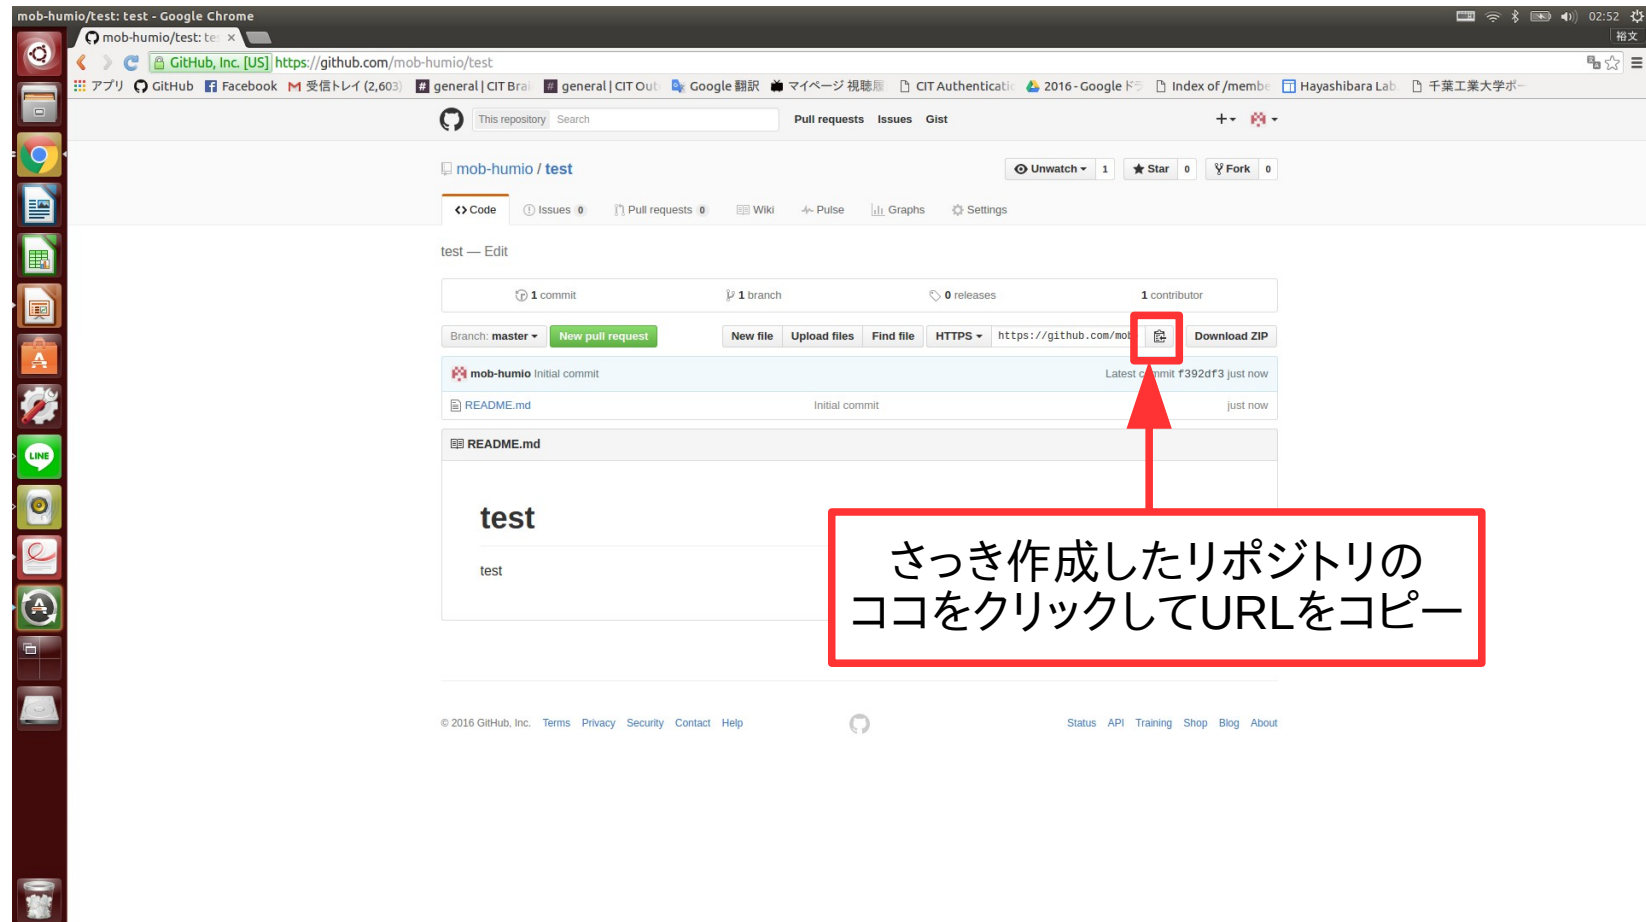 mob-humio/test: test - Google Chrome
02:52
mob-humio/test: te
裕文
GitHub, Inc. [US] https://github.com/mob-humio/test
アプリ GitHub Facebook 受信トレイ (2,603) general | CIT Brai general | CIT Out Google 翻訳 マイページ 視聴履 CIT Authenticatic 2016 - Google ドラ Index of /membe Hayashibara Lab. 千葉工業大学ポー
This repository Search Pull requests Issues Gist
mob-humio / test Unwatch 1 Star 0 Fork 0
Code Issues 0 Pull requests 0 Wiki Pulse Graphs Settings
test — Edit
1 commit 1 branch 0 releases 1 contributor
Branch: master New pull request New file Upload files Find file HTTPS https://github.com/mob Download ZIP
mob-humio Initial commit Latest commit f392df3 just now
README.md Initial commit just now
README.md
test
test
さっき作成したリポジトリの
ココをクリックしてURLをコピー
LINE
© 2016 GitHub, Inc. Terms Privacy Security Contact Help Status API Training Shop Blog About